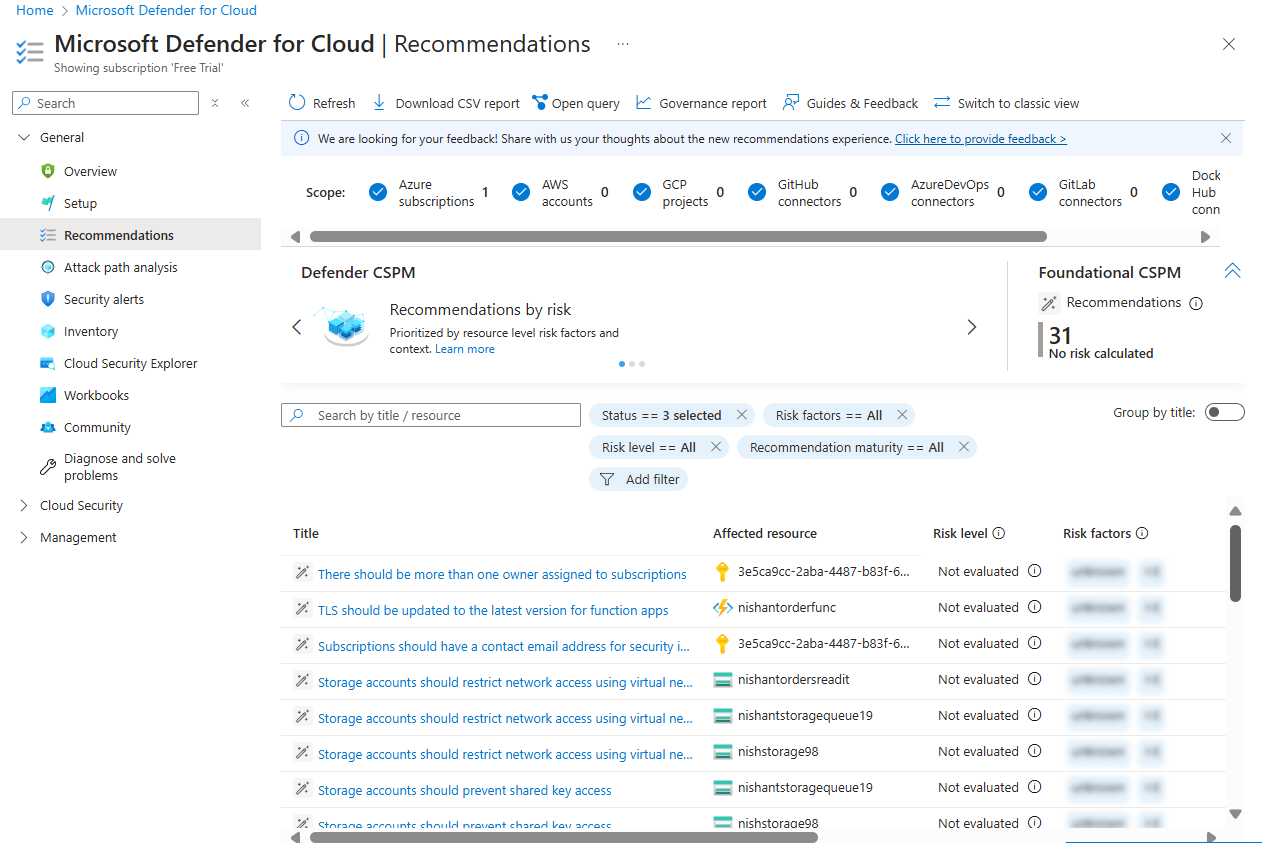 Home > Microsoft Defender for Cloud
Microsoft Defender for Cloud | Recommendations ...
Showing subscription 'Free Trial'
Search
General
Overview
Setup
Recommendations
Attack path analysis
Security alerts
Inventory
Cloud Security Explorer
Workbooks
Community
Diagnose and solve
problems
Cloud Security
Management
Refresh
Download CSV report
Open query
Governance report
Guides & Feedback
Switch to classic view
We are looking for your feedback! Share with us your thoughts about the new recommendations experience. Click here to provide feedback >
Scope:
Azure
subscriptions 1
AWS
accounts 0
GCP
projects 0
GitHub
connectors 0
AzureDevOps
connectors 0
GitLab
connectors 0
Dock
Hub
conn
Defender CSPM
Recommendations by risk
Prioritized by resource level risk factors and
context. Learn more
Foundational CSPM
Recommendations
31
No risk calculated
Search by title / resource
Status == 3 selected
Risk factors == All
Risk level == All
Recommendation maturity == All
Add filter
Group by title:
Title Affected resource Risk level Risk factors
There should be more than one owner assigned to subscriptions 3e5ca9cc-2aba-4487-b83f-6... Not evaluated
TLS should be updated to the latest version for function apps nishantorderfunc Not evaluated
Subscriptions should have a contact email address for security i... 3e5ca9cc-2aba-4487-b83f-6... Not evaluated
Storage accounts should restrict network access using virtual ne... nishantordersreadit Not evaluated
Storage accounts should restrict network access using virtual ne... nishantstoragequeue19 Not evaluated
Storage accounts should restrict network access using virtual ne... nishstorage98 Not evaluated
Storage accounts should prevent shared key access nishantstoragequeue19 Not evaluated
Storage accounts should prevent shared key access nishstorage98 Not evaluated